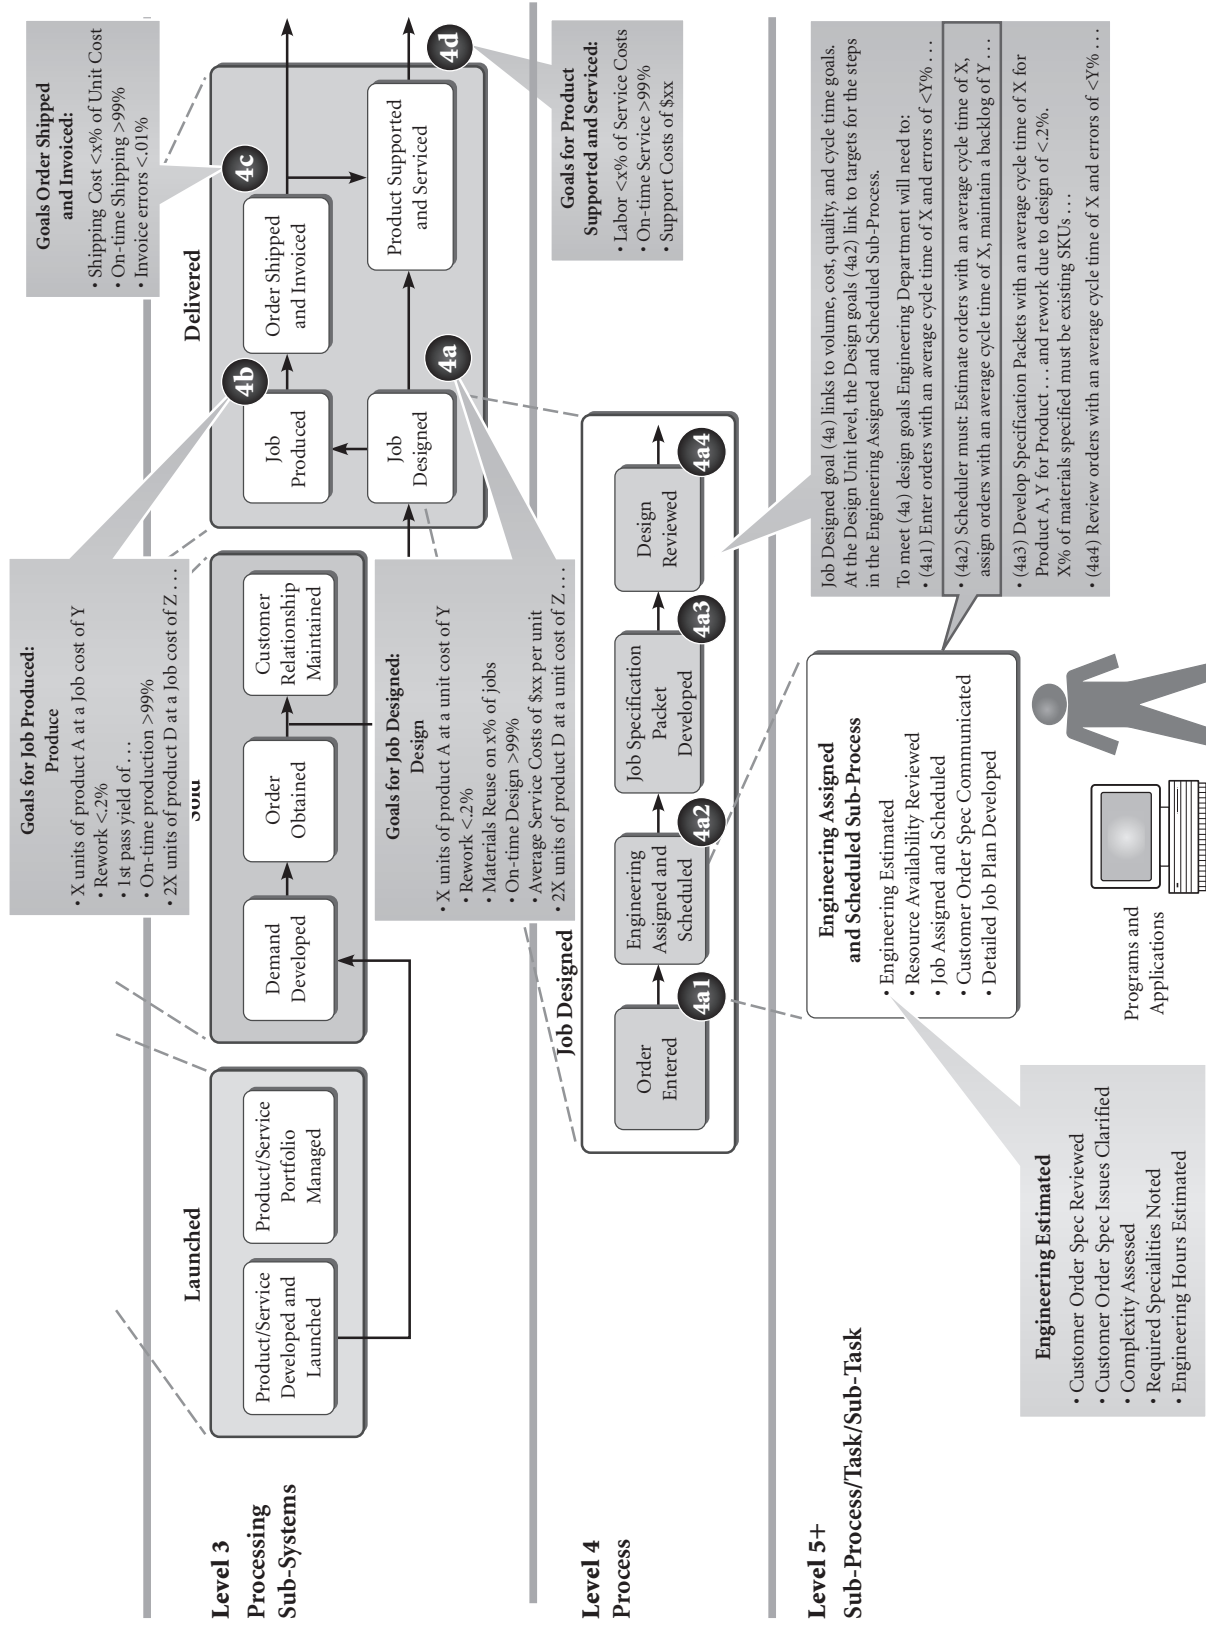 Level 3
Processing
Sub-Systems
Launched
Product/Service
Developed and
Launched
Product/Service
Portfolio
Managed
Demand
Developed
Order
Obtained
Customer
Relationship
Maintained
Goals for Job Produced:
Produce
• X units of product A at a Job cost of Y
• Rework <.2%
• 1st pass yield of . . .
• On-time production >99%
• 2X units of product D at a Job cost of Z . . . .
Delivered
Job
Produced
4b
Order Shipped
and Invoiced
4c
Job
Designed
4a
Product Supported
and Serviced
4d
Goals Order Shipped
and Invoiced:
• Shipping Cost <x% of Unit Cost
• On-time Shipping >99%
• Invoice errors <.01%
Goals for Job Designed:
Design
• X units of product A at a unit cost of Y
• Rework <.2%
• Materials Reuse on x% of jobs
• On-time Design >99%
• Average Service Costs of $xx per unit
• 2X units of product D at a unit cost of Z . . . .
Goals for Product
Supported and Serviced:
• Labor <x% of Service Costs
• On-time Service >99%
• Support Costs of $xx
Level 4
Process
Job Designed
Order
Entered
4a1
Engineering
Assigned and
Scheduled
4a2
Job Specification
Packet
Developed
4a3
Design
Reviewed
4a4
Level 5+
Sub-Process/Task/Sub-Task
Engineering Assigned
and Scheduled Sub-Process
• Engineering Estimated
• Resource Availability Reviewed
• Job Assigned and Scheduled
• Customer Order Spec Communicated
• Detailed Job Plan Developed
Job Designed goal (4a) links to volume, cost, quality, and cycle time goals.
At the Design Unit level, the Design goals (4a2) link to targets for the steps
in the Engineering Assigned and Scheduled Sub-Process.
To meet (4a) design goals Engineering Department will need to:
• (4a1) Enter orders with an average cycle time of X and errors of <Y% . . .
• (4a2) Scheduler must: Estimate orders with an average cycle time of X,
assign orders with an average cycle time of X, maintain a backlog of Y . . .
• (4a3) Develop Specification Packets with an average cycle time of X for
Product A, Y for Product . . . and rework due to design of <.2%.
X% of materials specified must be existing SKUs . . .
• (4a4) Review orders with an average cycle time of X and errors of <Y% . . .
Engineering Estimated
• Customer Order Spec Reviewed
• Customer Order Spec Issues Clarified
• Complexity Assessed
• Required Specialities Noted
• Engineering Hours Estimated
Programs and
Applications